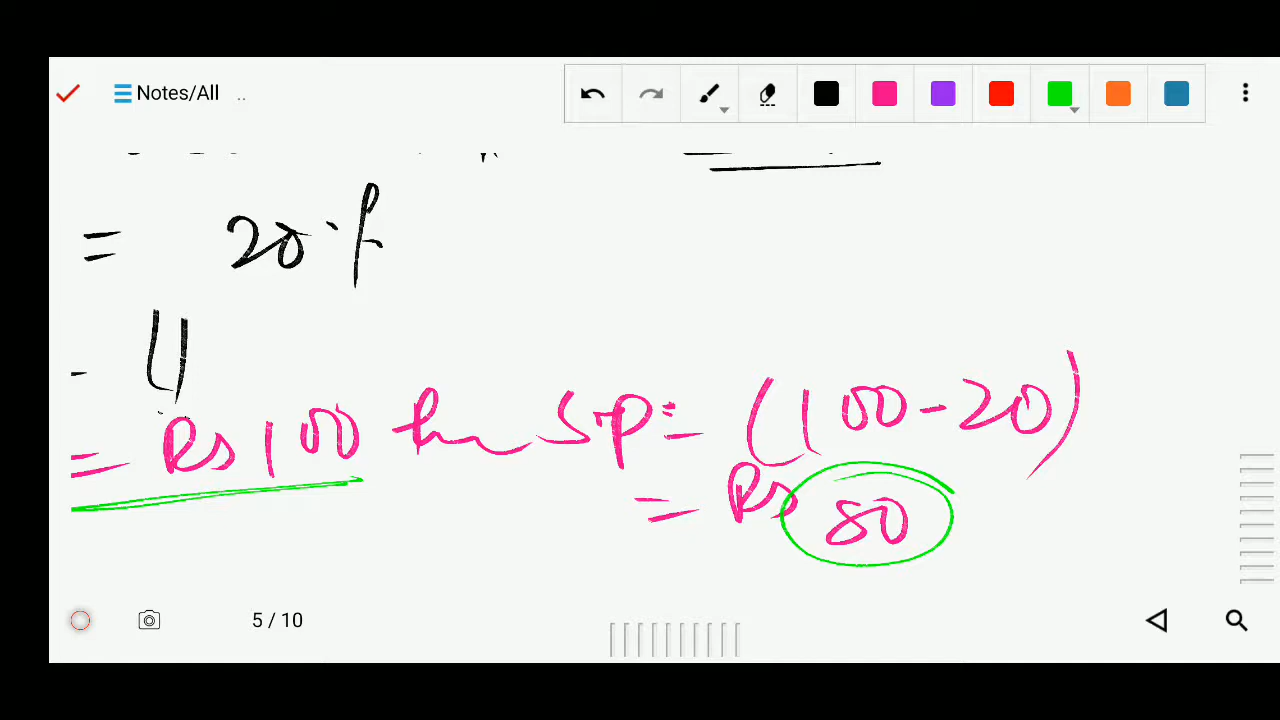 Notes/All ..
= 20%
= Rs 100 then SP = (100-20)
= Rs 80
5 / 10